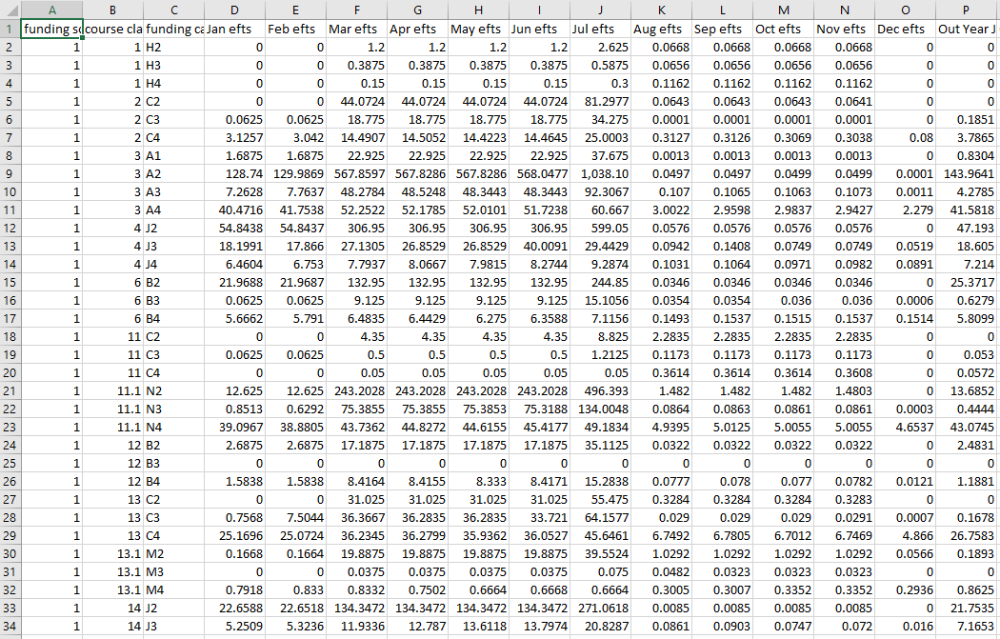 A B C D E F G H I J K L M N O P
1 funding so course cla funding ca Jan efts Feb efts Mar efts Apr efts May efts Jun efts Jul efts Aug efts Sep efts Oct efts Nov efts Dec efts Out Year J
2 1 1 H2 0 0 1.2 1.2 1.2 1.2 2.625 0.0668 0.0668 0.0668 0.0668 0 0
3 1 1 H3 0 0 0.3875 0.3875 0.3875 0.3875 0.5875 0.0656 0.0656 0.0656 0.0656 0 0
4 1 1 H4 0 0 0.15 0.15 0.15 0.15 0.3 0.1162 0.1162 0.1162 0.1162 0 0
5 1 2 C2 0 0 44.0724 44.0724 44.0724 44.0724 81.2977 0.0643 0.0643 0.0643 0.0641 0 0
6 1 2 C3 0.0625 0.0625 18.775 18.775 18.775 18.775 34.275 0.0001 0.0001 0.0001 0.0001 0 0.1851
7 1 2 C4 3.1257 3.042 14.4907 14.5052 14.4223 14.4645 25.0003 0.3127 0.3126 0.3069 0.3038 0.08 3.7865
8 1 3 A1 1.6875 1.6875 22.925 22.925 22.925 22.925 37.675 0.0013 0.0013 0.0013 0.0013 0 0.8304
9 1 3 A2 128.74 129.9869 567.8597 567.8286 567.8286 568.0477 1,038.10 0.0497 0.0497 0.0499 0.0499 0.0001 143.9641
10 1 3 A3 7.2628 7.7637 48.2784 48.5248 48.3443 48.3443 92.3067 0.107 0.1065 0.1063 0.1073 0.0011 4.2785
11 1 3 A4 40.4716 41.7538 52.2522 52.1785 52.0101 51.7238 60.667 3.0022 2.9598 2.9837 2.9427 2.279 41.5818
12 1 4 J2 54.8438 54.8437 306.95 306.95 306.95 306.95 599.05 0.0576 0.0576 0.0576 0.0576 0 47.193
13 1 4 J3 18.1991 17.866 27.1305 26.8529 26.8529 40.0091 29.4429 0.0942 0.1408 0.0749 0.0749 0.0519 18.605
14 1 4 J4 6.4604 6.753 7.7937 8.0667 7.9815 8.2744 9.2874 0.1031 0.1064 0.0971 0.0982 0.0891 7.214
15 1 6 B2 21.9688 21.9687 132.95 132.95 132.95 132.95 244.85 0.0346 0.0346 0.0346 0.0346 0 25.3717
16 1 6 B3 0.0625 0.0625 9.125 9.125 9.125 9.125 15.1056 0.0354 0.0354 0.036 0.036 0.0006 0.6279
17 1 6 B4 5.6662 5.791 6.4835 6.4429 6.275 6.3588 7.1156 0.1493 0.1537 0.1515 0.1537 0.1514 5.8099
18 1 11 C2 0 0 4.35 4.35 4.35 4.35 8.825 2.2835 2.2835 2.2835 2.2835 0 0
19 1 11 C3 0.0625 0.0625 0.5 0.5 0.5 0.5 1.2125 0.1173 0.1173 0.1173 0.1173 0 0.053
20 1 11 C4 0 0 0.05 0.05 0.05 0.05 0.05 0.3614 0.3614 0.3614 0.3608 0 0.0572
21 1 11.1 N2 12.625 12.625 243.2028 243.2028 243.2028 243.2028 496.393 1.482 1.482 1.482 1.4803 0 13.6852
22 1 11.1 N3 0.8513 0.6292 75.3855 75.3855 75.3853 75.3188 134.0048 0.0864 0.0863 0.0861 0.0861 0.0003 0.4444
23 1 11.1 N4 39.0967 38.8805 43.7362 44.8272 44.6155 45.4177 49.1834 4.9395 5.0125 5.0055 5.0055 4.6537 43.0745
24 1 12 B2 2.6875 2.6875 17.1875 17.1875 17.1875 17.1875 35.1125 0.0322 0.0322 0.0322 0.0322 0 2.4831
25 1 12 B3 0 0 0 0 0 0 0 0 0 0 0 0 0
26 1 12 B4 1.5838 1.5838 8.4164 8.4155 8.333 8.4171 15.2838 0.0777 0.078 0.077 0.0782 0.0121 1.1881
27 1 13 C2 0 0 31.025 31.025 31.025 31.025 55.475 0.3284 0.3284 0.3284 0.3283 0 0
28 1 13 C3 0.7568 7.5044 36.3667 36.2835 36.2835 33.721 64.1577 0.029 0.029 0.029 0.0291 0.0007 0.1678
29 1 13 C4 25.1696 25.0724 36.2345 36.2799 35.9362 36.0527 45.6461 6.7492 6.7805 6.7012 6.7469 4.866 26.7583
30 1 13.1 M2 0.1668 0.1664 19.8875 19.8875 19.8875 19.8875 39.5524 1.0292 1.0292 1.0292 1.0292 0.0566 0.1893
31 1 13.1 M3 0 0 0.0375 0.0375 0.0375 0.0375 0.075 0.0482 0.0323 0.0323 0.0323 0 0
32 1 13.1 M4 0.7918 0.833 0.8332 0.7502 0.6664 0.6668 0.6664 0.3005 0.3007 0.3352 0.3352 0.2936 0.8625
33 1 14 J2 22.6588 22.6518 134.3472 134.3472 134.3472 134.3472 271.0618 0.0085 0.0085 0.0085 0.0085 0 21.7535
34 1 14 J3 5.2509 5.3236 11.9336 12.787 13.6118 13.7974 20.8287 0.0861 0.0903 0.0747 0.072 0.016 7.1653